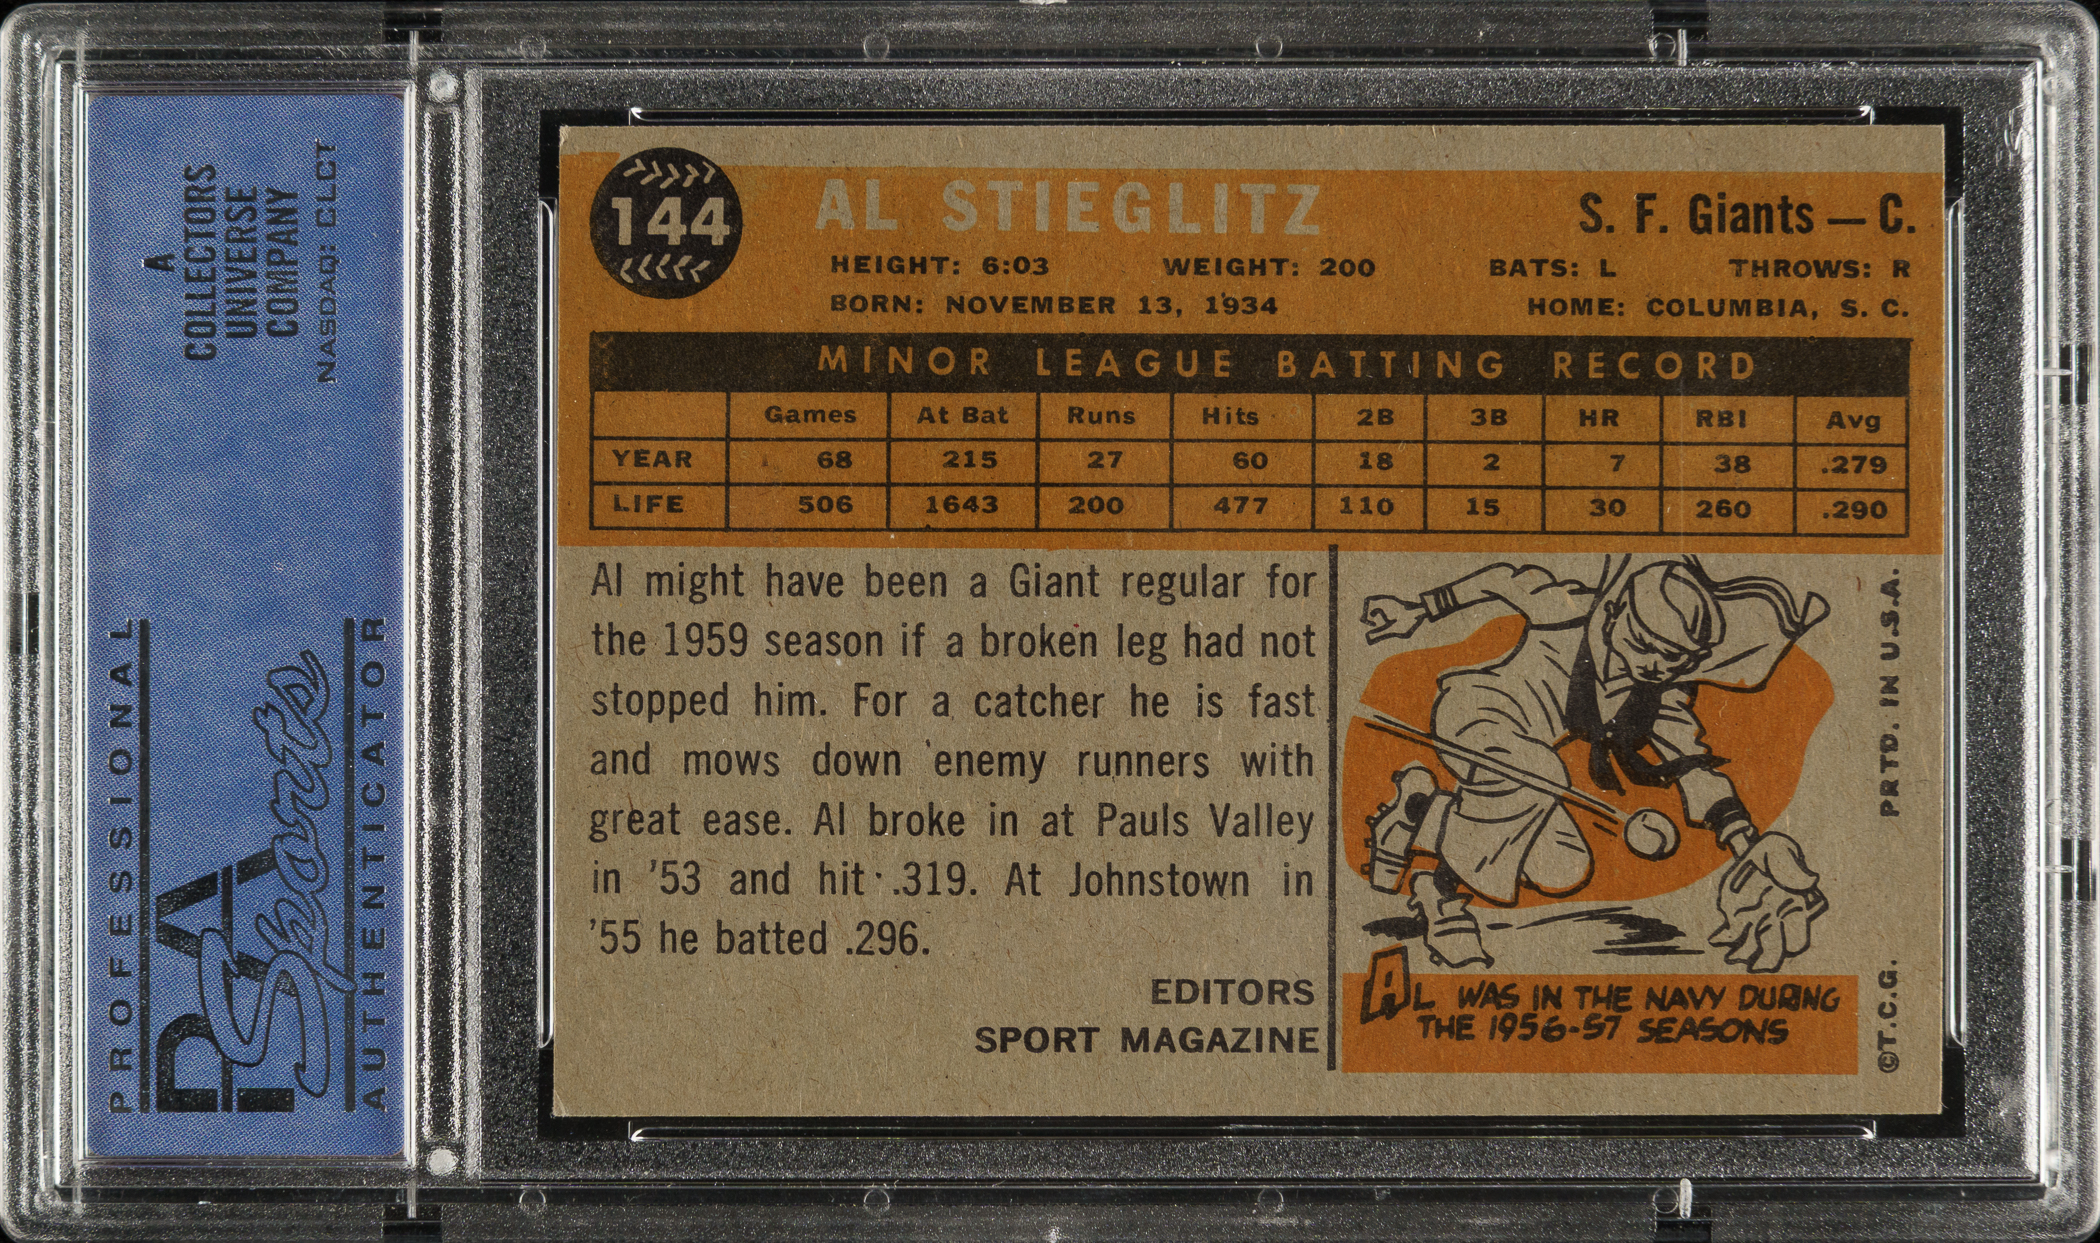 A
COLLECTORS
UNIVERSE
COMPANY
NASDAQ: CLCT
PROFESSIONAL
PSA
Sports
AUTHENTICATOR
144
AL STIEGLITZ
S. F. Giants — C.
HEIGHT: 6:03 WEIGHT: 200 BATS: L THROWS: R
BORN: NOVEMBER 13, 1934 HOME: COLUMBIA, S. C.
MINOR LEAGUE BATTING RECORD
Games At Bat Runs Hits 2B 3B HR RBI Avg
YEAR 68 215 27 60 18 2 7 38 .279
LIFE 506 1643 200 477 110 15 30 260 .290
Al might have been a Giant regular for
the 1959 season if a broken leg had not
stopped him. For a catcher he is fast
and mows down enemy runners with
great ease. Al broke in at Pauls Valley
in '53 and hit .319. At Johnstown in
'55 he batted .296.
EDITORS
SPORT MAGAZINE
AL WAS IN THE NAVY DURING
THE 1956-57 SEASONS
©T.C.G. PRTD. IN U.S.A.